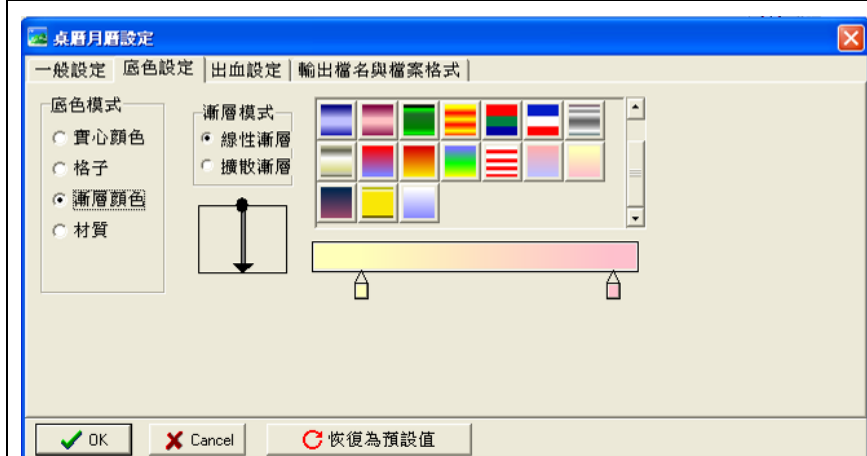 桌曆月曆設定
一般設定 底色設定 出血設定 輸出檔名與檔案格式
底色模式
實心顏色
格子
漸層顏色
材質
漸層模式
線性漸層
擴散漸層
OK Cancel 恢復為預設值